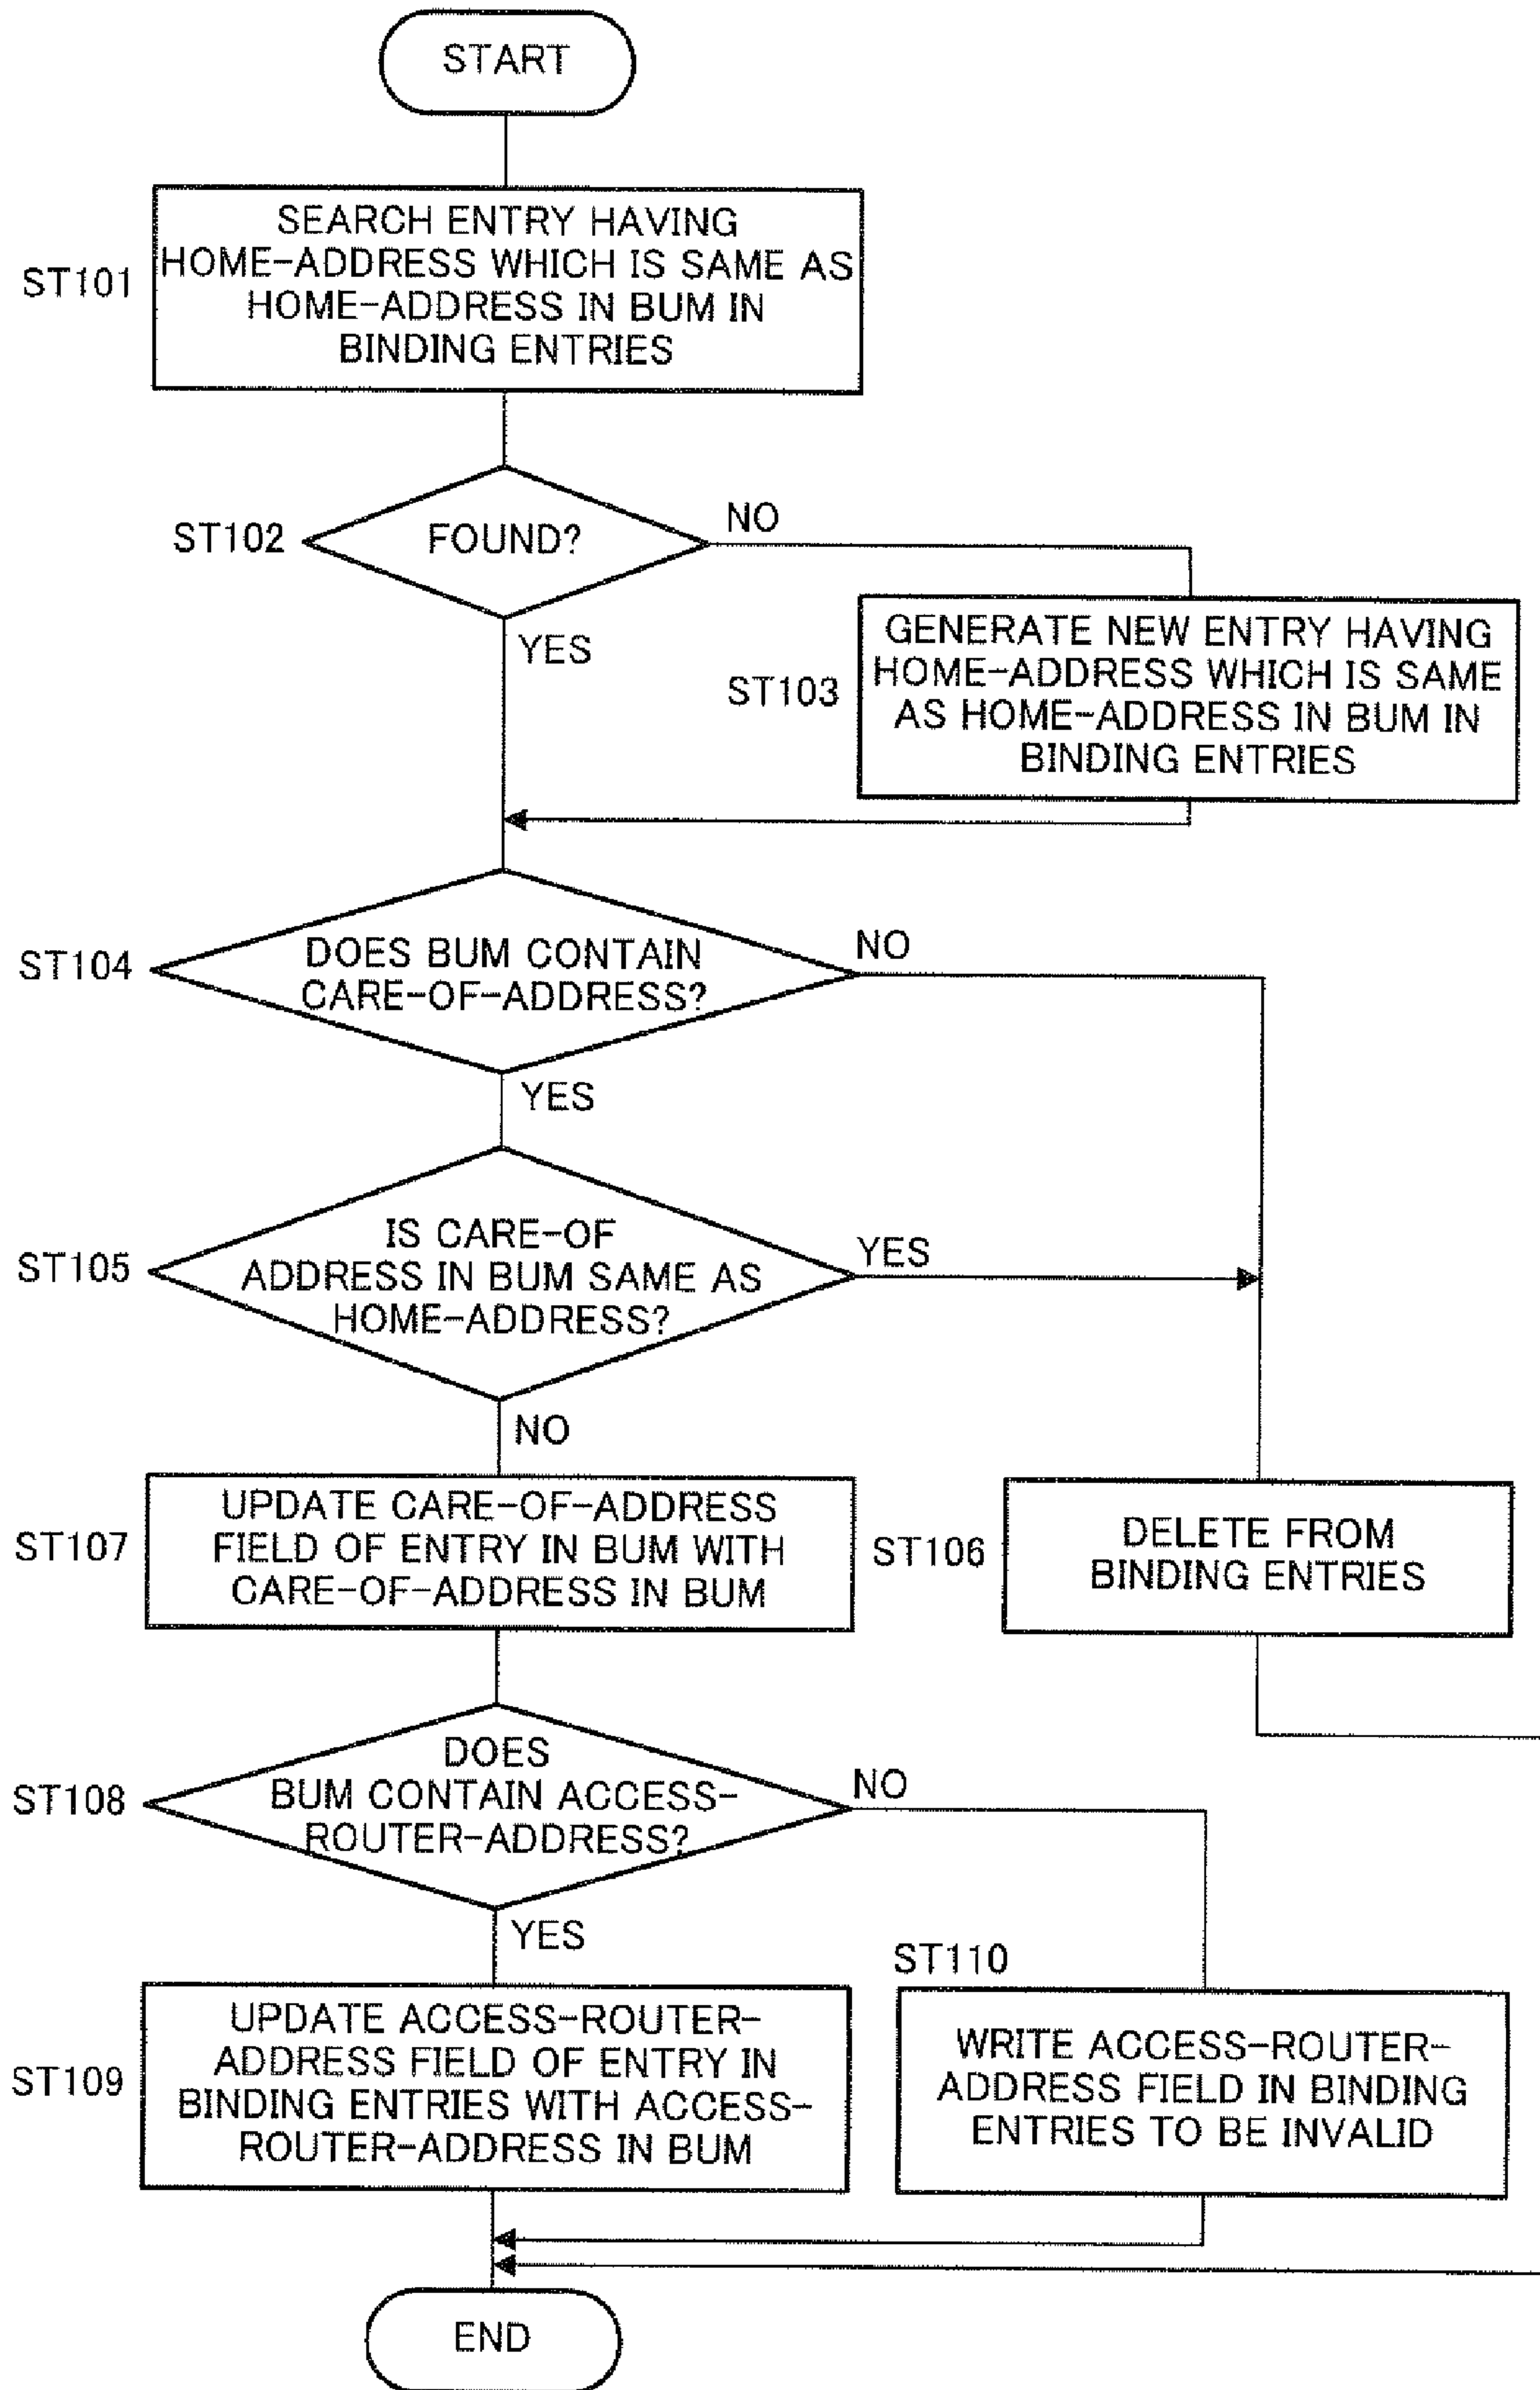 START
ST101
SEARCH ENTRY HAVING
HOME-ADDRESS WHICH IS SAME AS
HOME-ADDRESS IN BUM IN
BINDING ENTRIES
ST102
FOUND?
NO
YES
ST103
GENERATE NEW ENTRY HAVING
HOME-ADDRESS WHICH IS SAME
AS HOME-ADDRESS IN BUM IN
BINDING ENTRIES
ST104
DOES BUM CONTAIN
CARE-OF-ADDRESS?
NO
YES
ST105
IS CARE-OF
ADDRESS IN BUM SAME AS
HOME-ADDRESS?
YES
NO
ST107
UPDATE CARE-OF-ADDRESS
FIELD OF ENTRY IN BUM WITH
CARE-OF-ADDRESS IN BUM
ST106
DELETE FROM
BINDING ENTRIES
ST108
DOES
BUM CONTAIN ACCESS-
ROUTER-ADDRESS?
NO
YES
ST109
UPDATE ACCESS-ROUTER-
ADDRESS FIELD OF ENTRY IN
BINDING ENTRIES WITH ACCESS-
ROUTER-ADDRESS IN BUM
ST110
WRITE ACCESS-ROUTER-
ADDRESS FIELD IN BINDING
ENTRIES TO BE INVALID
END